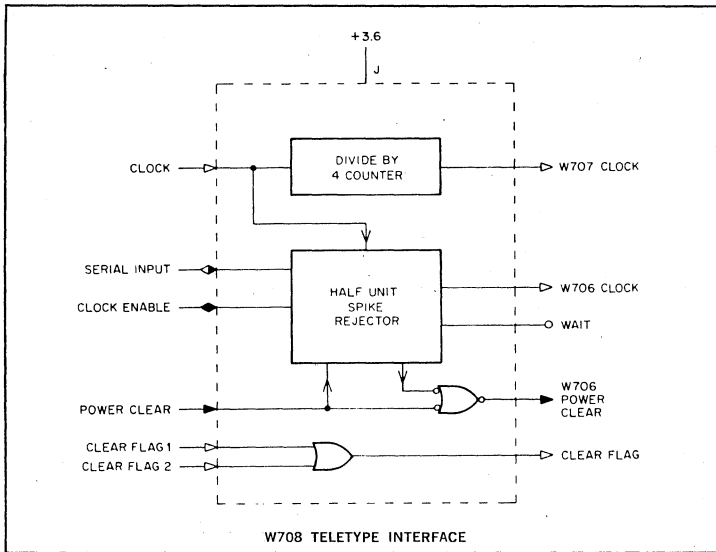 +3.6
J
CLOCK
DIVIDE BY
4 COUNTER
W707 CLOCK
SERIAL INPUT
CLOCK ENABLE
HALF UNIT
SPIKE
REJECTOR
W706 CLOCK
WAIT
POWER CLEAR
W706
POWER
CLEAR
CLEAR FLAG 1
CLEAR FLAG 2
CLEAR FLAG
W708 TELETYPE INTERFACE